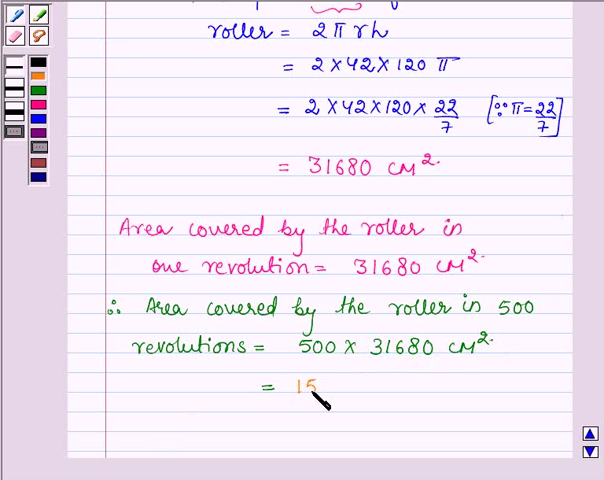 roller = 2 π r h
= 2 × 42 × 120 π
= 2 × 42 × 120 × 22/7 [∵ π = 22/7]
= 31680 cm²
Area covered by the roller in
one revolution = 31680 cm²
∴ Area covered by the roller in 500
revolutions = 500 × 31680 cm²
= 15